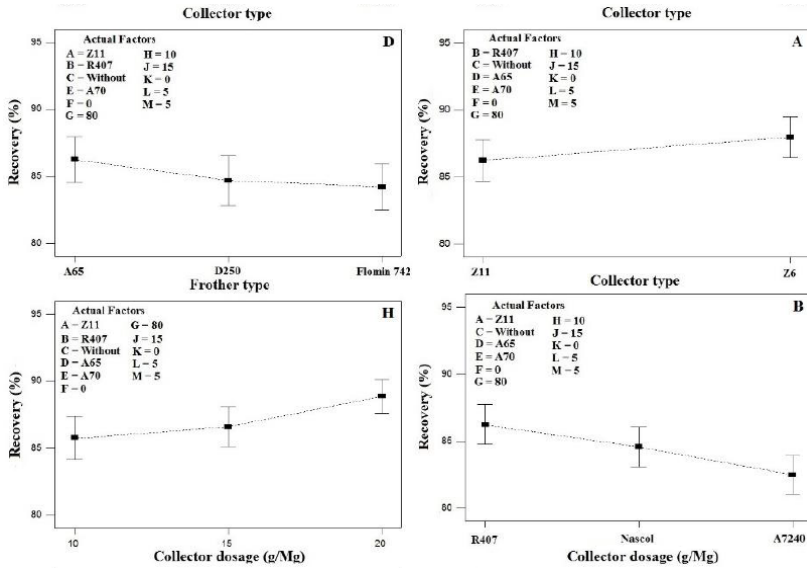 Collector type
D
Actual Factors
A = Z11 H = 10
B = R407 J = 15
C –Without K = 0
E = A70 L = 5
F = 0 M – 5
G = 80
95
90
85
80
Recovery (%)
A65 D250 Flomin 742
Frother type
Collector type
A
Actual Factors
B = R407 H = 10
C –Without J –15
D = A65 K = 0
E = A70 L = 5
F = 0 M – 5
G = 80
95
90
85
80
Recovery (%)
Z11 Z6
Collector type
H
Actual Factors
A – Z11 G – 80
B = R407 J = 15
C –Without K = 0
D = A65 L – 5
E = A70 M – 5
F = 0
95
90
85
80
Recovery (%)
10 15 20
Collector dosage (g/Mg)
B
Actual Factors
A – Z11 H = 10
C –Without J –15
D = A65 K –0
E = A70 L – 5
F = 0 M – 5
G = 80
95
90
85
80
Recovery (%)
R407 Nascol A7240
Collector dosage (g/Mg)